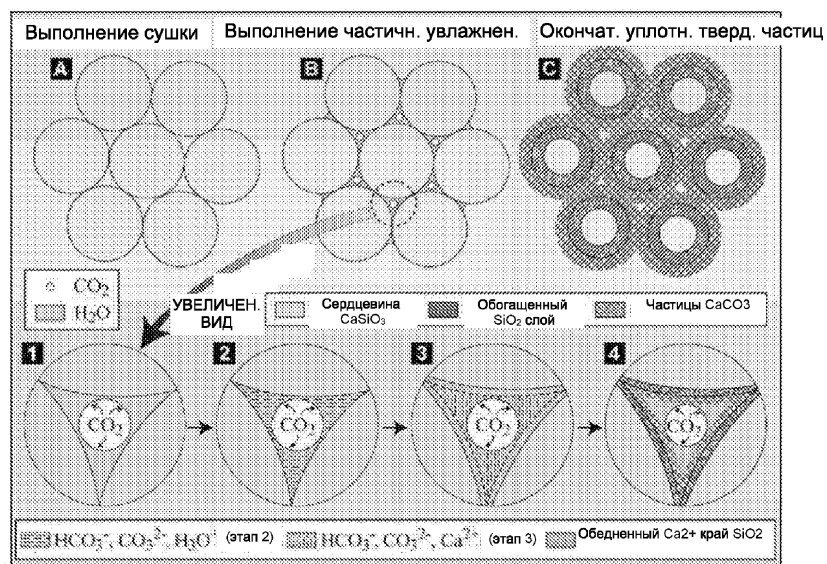 Выполнение сушки
Выполнение частичн. увлажнен.
Окончат. уплотн. тверд. частиц
A
B
C
CO₂
H₂O
УВЕЛИЧЕН. ВИД
Сердцевина CaSiO₃
Обогащенный SiO₂ слой
Частицы CaCO3
1
2
3
4
CO₂
CO₂
CO₂
CO₂
HCO₃⁻, CO₃²⁻, H₃O⁺ (этап 2)
HCO₃⁻, CO₃²⁻, Ca²⁺ (этап 3)
Обедненный Ca2+ край SiO2